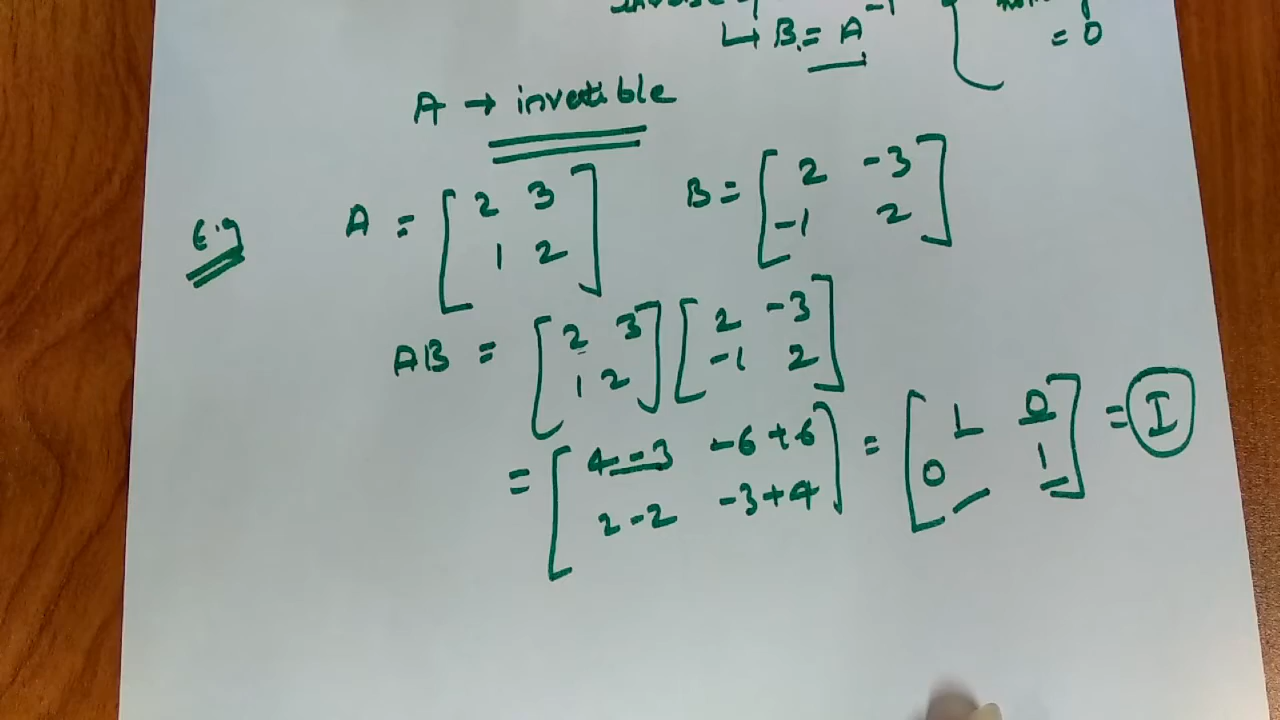 ↳ B = A⁻¹ = 0
A → invertible
E.g A = [2 3 B = [2 -3
1 2] -1 2]
AB = [2 3 [2 -3
1 2] -1 2]
= [4-3 -6+6 = [1 0 = I
2-2 -3+4] 0 1]